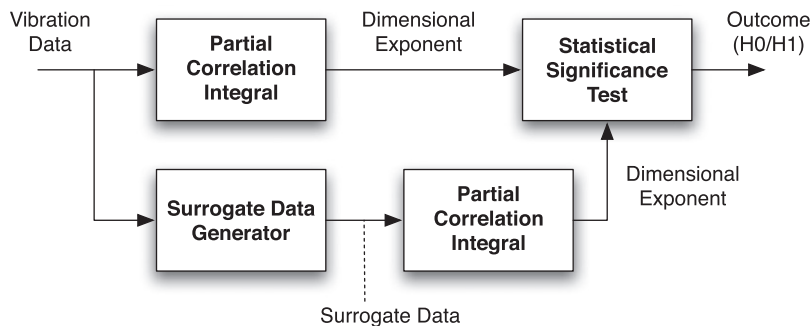 Vibration
Data
Partial
Correlation
Integral
Dimensional
Exponent
Statistical
Significance
Test
Outcome
(H0/H1)
Surrogate Data
Generator
Partial
Correlation
Integral
Dimensional
Exponent
Surrogate Data